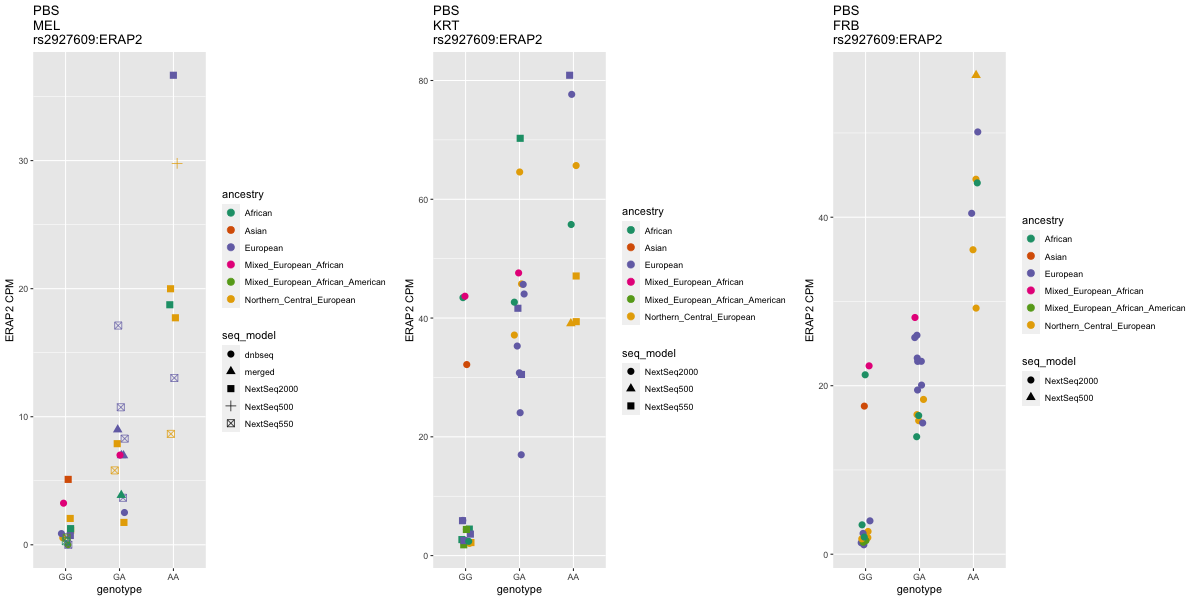 PBS
MEL
rs2927609:ERAP2
ERAP2 CPM
30
20
10
0
GG
GA
AA
genotype
ancestry
African
Asian
European
Mixed_European_African
Mixed_European_African_American
Northern_Central_European
seq_model
dnbseq
merged
NextSeq2000
NextSeq500
NextSeq550
PBS
KRT
rs2927609:ERAP2
ERAP2 CPM
80
60
40
20
0
GG
GA
AA
genotype
ancestry
African
Asian
European
Mixed_European_African
Mixed_European_African_American
Northern_Central_European
seq_model
NextSeq2000
NextSeq500
NextSeq550
PBS
FRB
rs2927609:ERAP2
ERAP2 CPM
40
20
0
GG
GA
AA
genotype
ancestry
African
Asian
European
Mixed_European_African
Mixed_European_African_American
Northern_Central_European
seq_model
NextSeq2000
NextSeq500